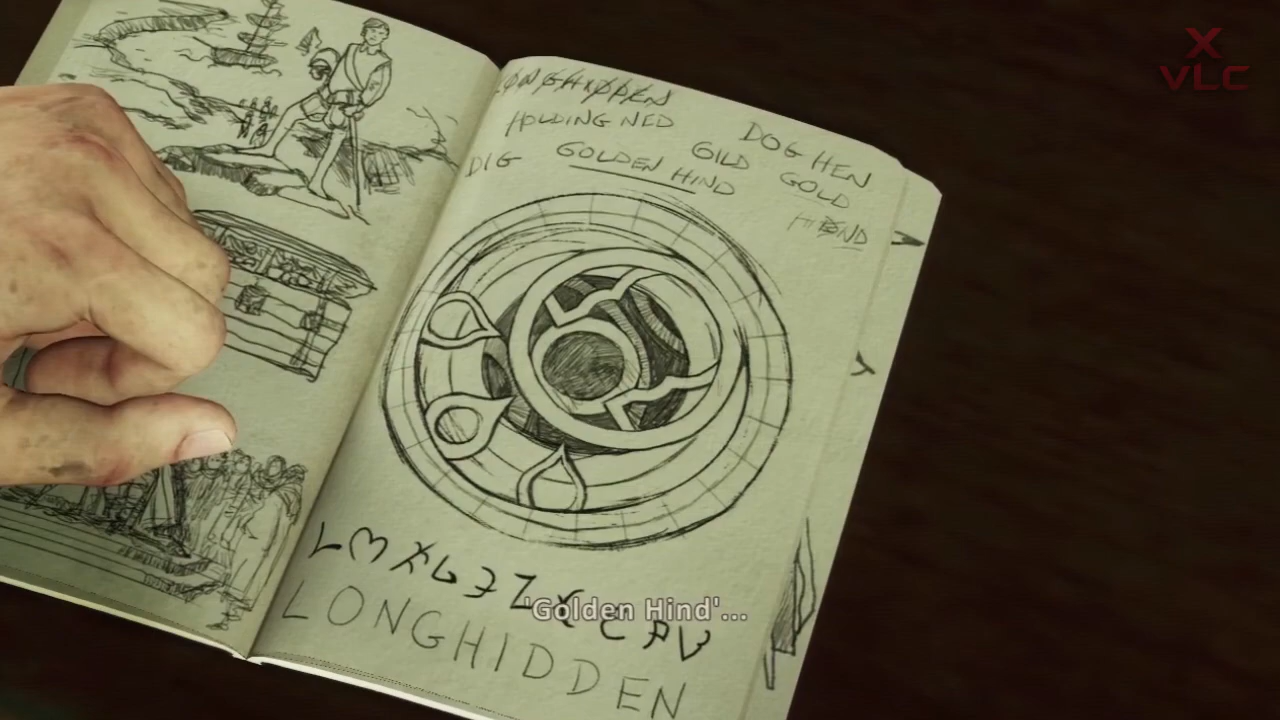 X
VLC
LONGHIDDEN
HOLDING NED
DOG HEN
DIG
GOLDEN HIND
GILD
GOLD
HIND
'Golden Hind'...
LONGHIDDEN